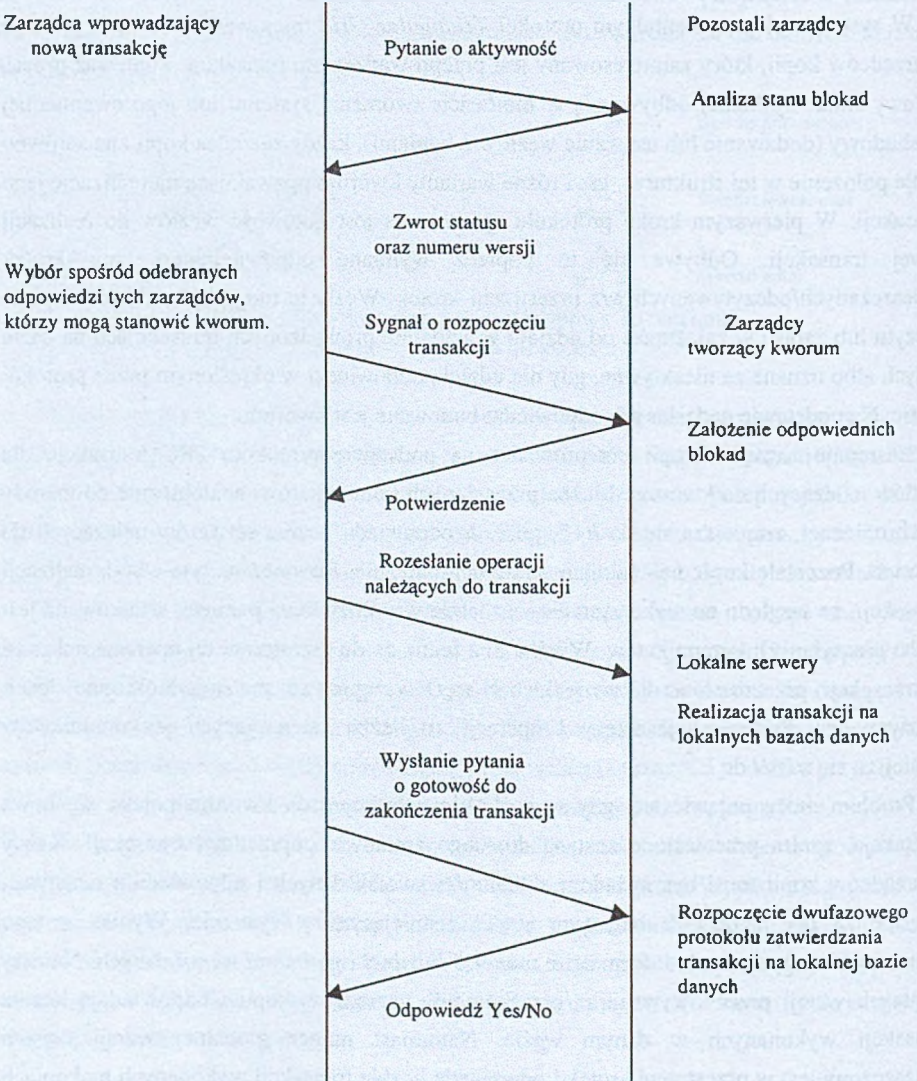 Zarządca wprowadzający
nową transakcję
Pozostali zarządcy
Pytanie o aktywność
Analiza stanu blokad
Zwrot statusu
oraz numeru wersji
Wybór spośród odebranych
odpowiedzi tych zarządców,
którzy mogą stanowić kworum.
Sygnał o rozpoczęciu
transakcji
Zarządcy
tworzący kworum
Założenie odpowiednich
blokad
Potwierdzenie
Rozesłanie operacji
należących do transakcji
Lokalne serwery
Realizacja transakcji na
lokalnych bazach danych
Wysłanie pytania
o gotowość do
zakończenia transakcji
Rozpoczęcie dwufazowego
protokołu zatwierdzania
transakcji na lokalnej bazie
danych
Odpowiedź Yes/No